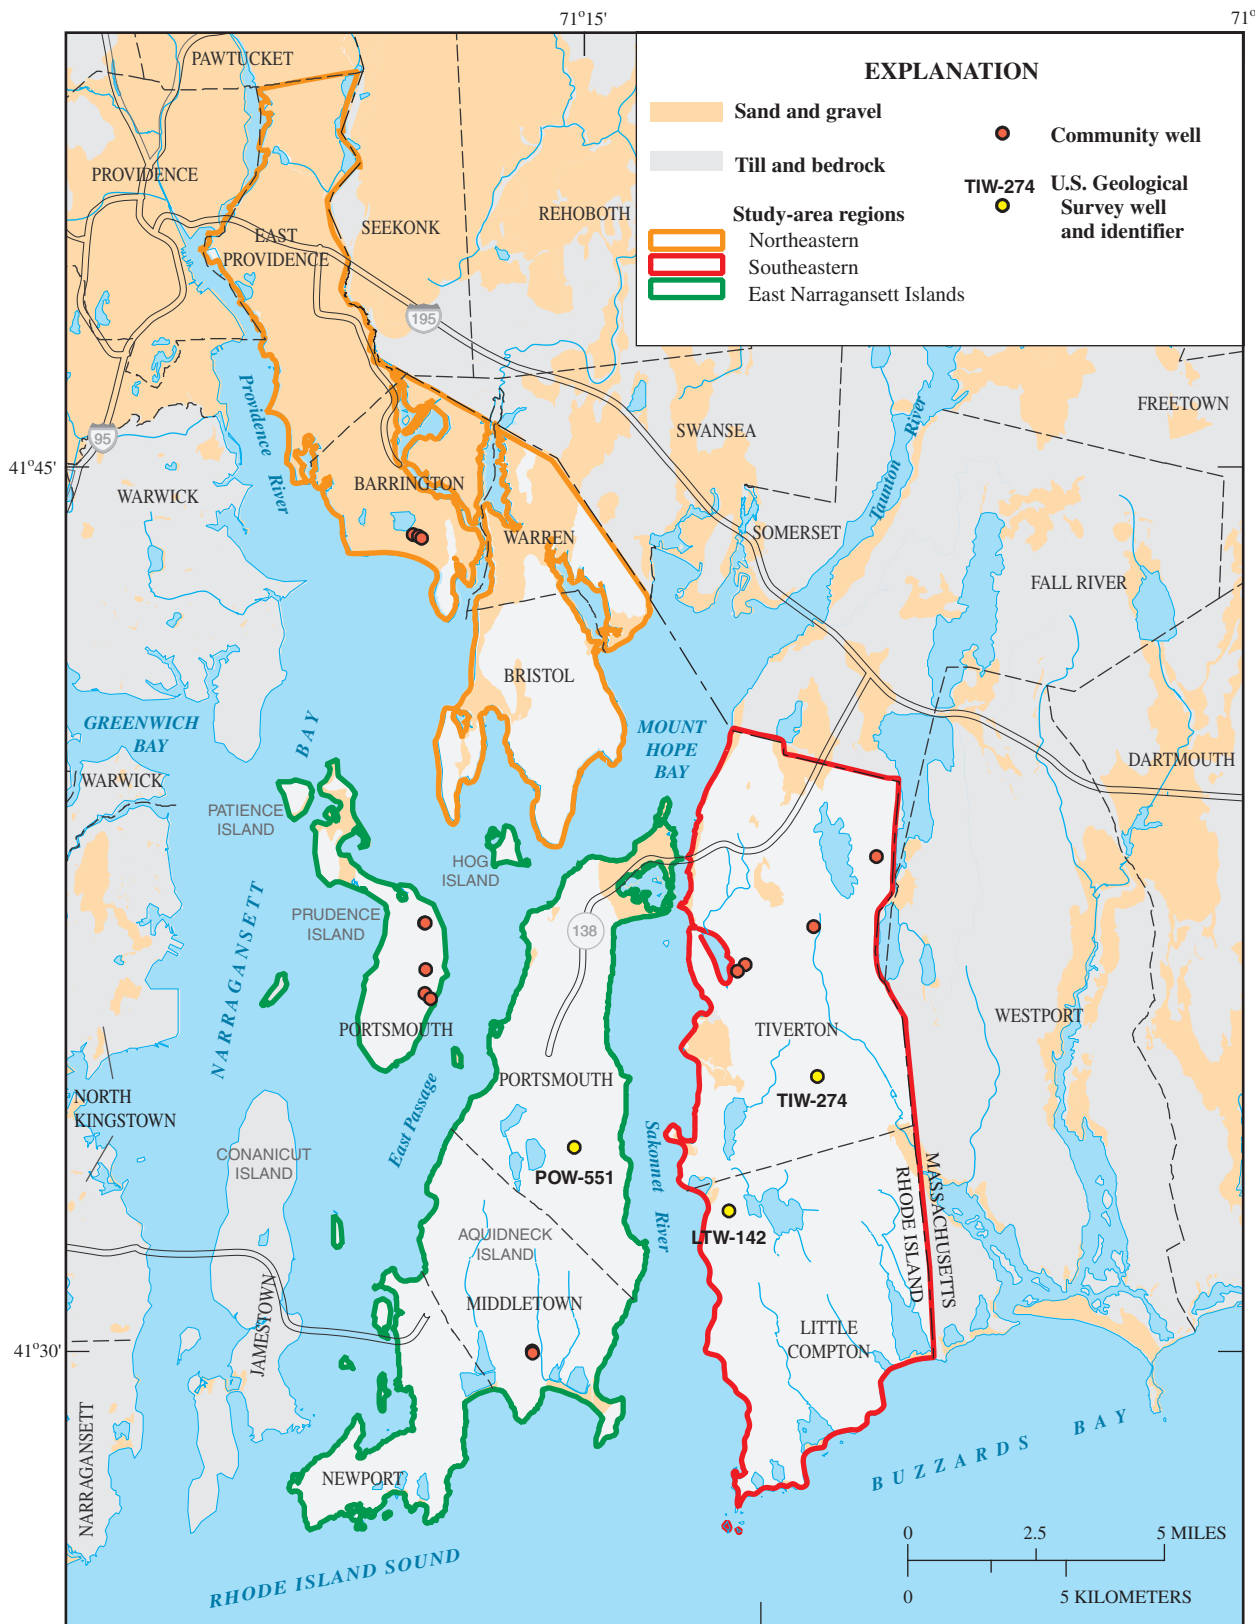 71°15'
71°
PAWTUCKET
EXPLANATION
Sand and gravel
Till and bedrock
Study-area regions
Northeastern
Southeastern
East Narragansett Islands
Community well
TIW-274
U.S. Geological
Survey well
and identifier
PROVIDENCE
SEEKONK
REHOBOTH
EAST
PROVIDENCE
195
Providence
River
95
41°45'
WARWICK
BARRINGTON
SWANSEA
Taunton
River
FREETOWN
WARREN
SOMERSET
FALL RIVER
BRISTOL
GREENWICH
BAY
WARWICK
MOUNT
HOPE
BAY
DARTMOUTH
PATIENCE
ISLAND
HOG
ISLAND
NARRAGANSETT
BAY
PRUDENCE
ISLAND
138
PORTSMOUTH
TIVERTON
WESTPORT
NORTH
KINGSTOWN
PORTSMOUTH
TIW-274
East Passage
CONANICUT
ISLAND
POW-551
Sakonnet
River
MASSACHUSETTS
RHODE ISLAND
LTW-142
AQUIDNECK
ISLAND
JAMESTOWN
MIDDLETOWN
LITTLE
COMPTON
41°30'
NARRAGANSETT
NEWPORT
BUZZARDS BAY
RHODE ISLAND SOUND
0 2.5 5 MILES
0 5 KILOMETERS